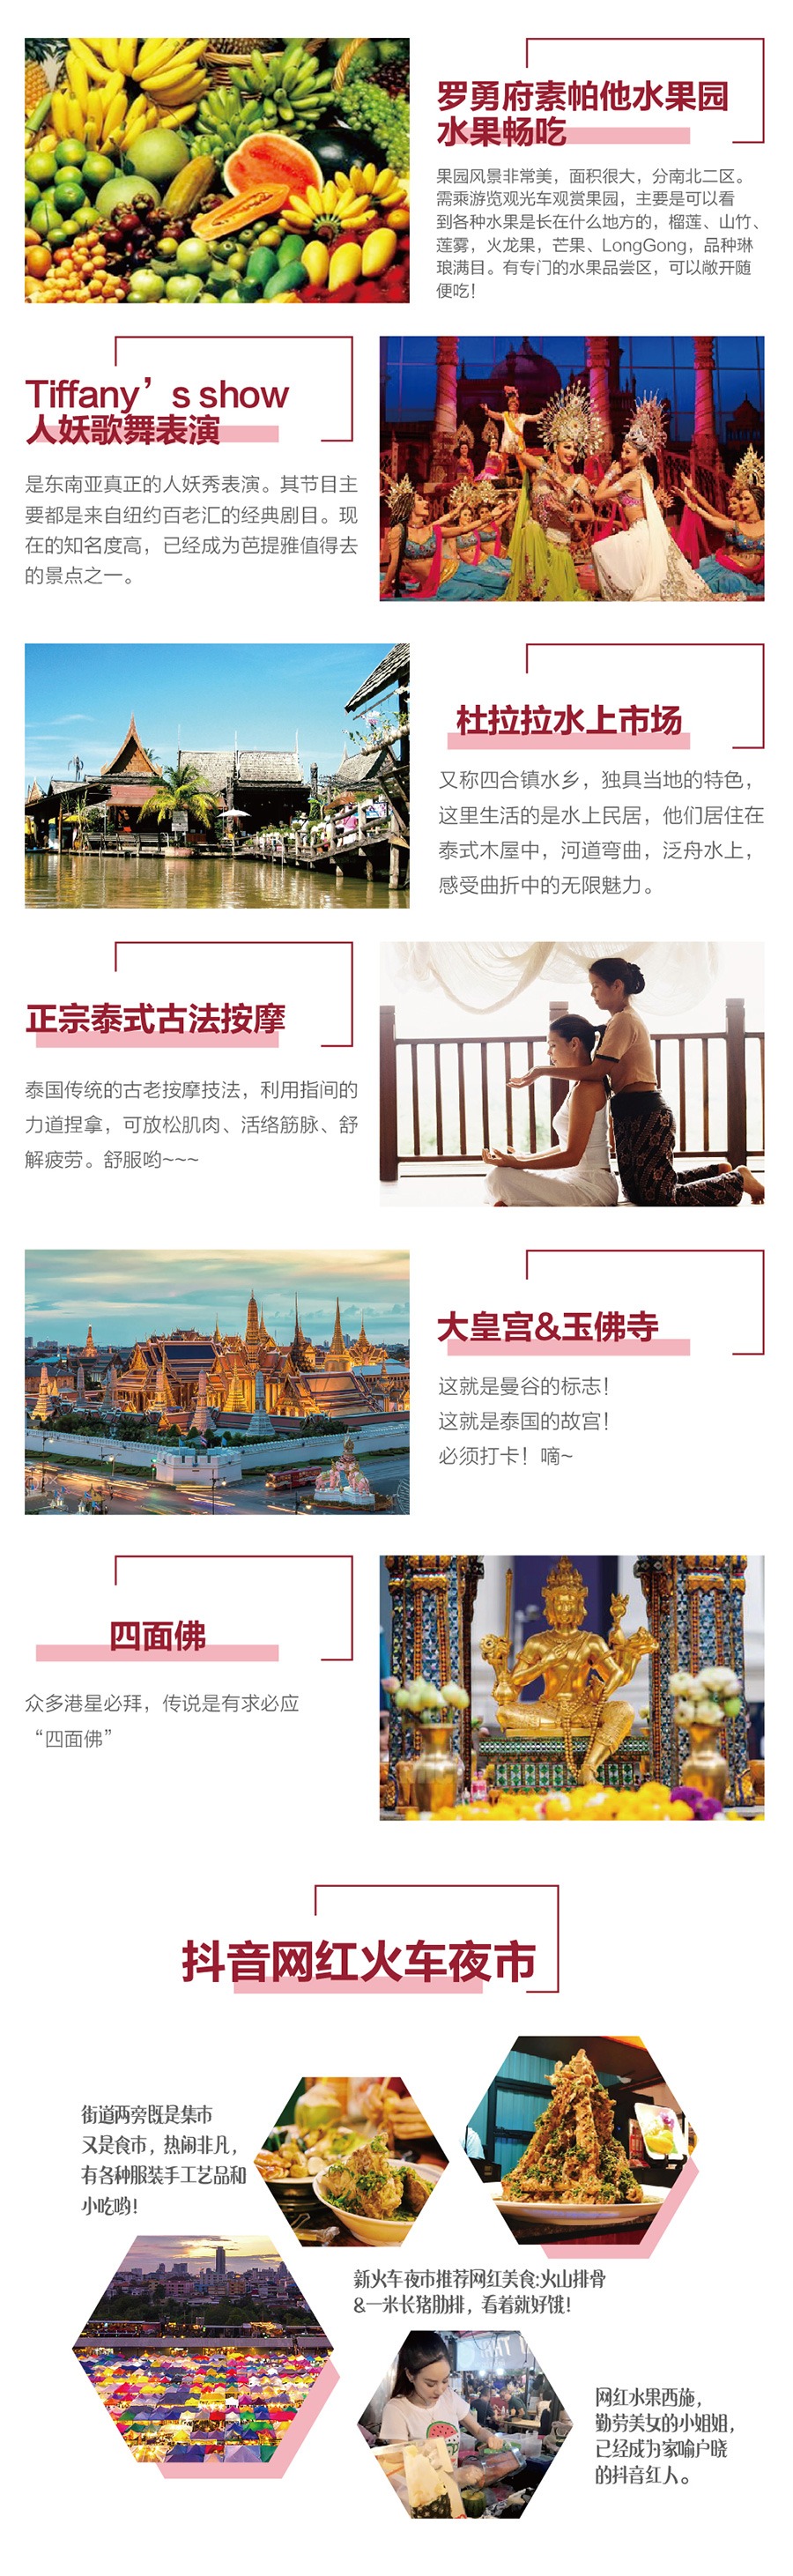 罗勇府素帕他水果园
水果畅吃
果园风景非常美，面积很大，分南北二区。
需乘游览观光车观赏果园，主要是可以看
到各种水果是长在什么地方的，榴莲、山竹、
莲雾，火龙果，芒果、LongGong，品种琳
琅满目。有专门的水果品尝区，可以敞开随
便吃！
Tiffany’s show
人妖歌舞表演
是东南亚真正的人妖秀表演。其节目主
要都是来自纽约百老汇的经典剧目。现
在的知名度高，已经成为芭提雅值得去
的景点之一。
杜拉拉水上市场
又称四合镇水乡，独具当地的特色，
这里生活的是水上民居，他们居住在
泰式木屋中，河道弯曲，泛舟水上，
感受曲折中的无限魅力。
正宗泰式古法按摩
泰国传统的古老按摩技法，利用指间的
力道捏拿，可放松肌肉、活络筋脉、舒
解疲劳。舒服哟~~~
大皇宫&玉佛寺
这就是曼谷的标志！
这就是泰国的故宫！
必须打卡！嘀~
四面佛
众多港星必拜，传说是有求必应
“四面佛”
抖音网红火车夜市
街道两旁既是集市
又是食市，热闹非凡，
有各种服装手工艺品和
小吃哟！
新火车夜市推荐网红美食:火山排骨
&一米长猪肋排，看着就好饿！
网红水果西施，
勤劳美女的小姐姐，
已经成为家喻户晓
的抖音红人。